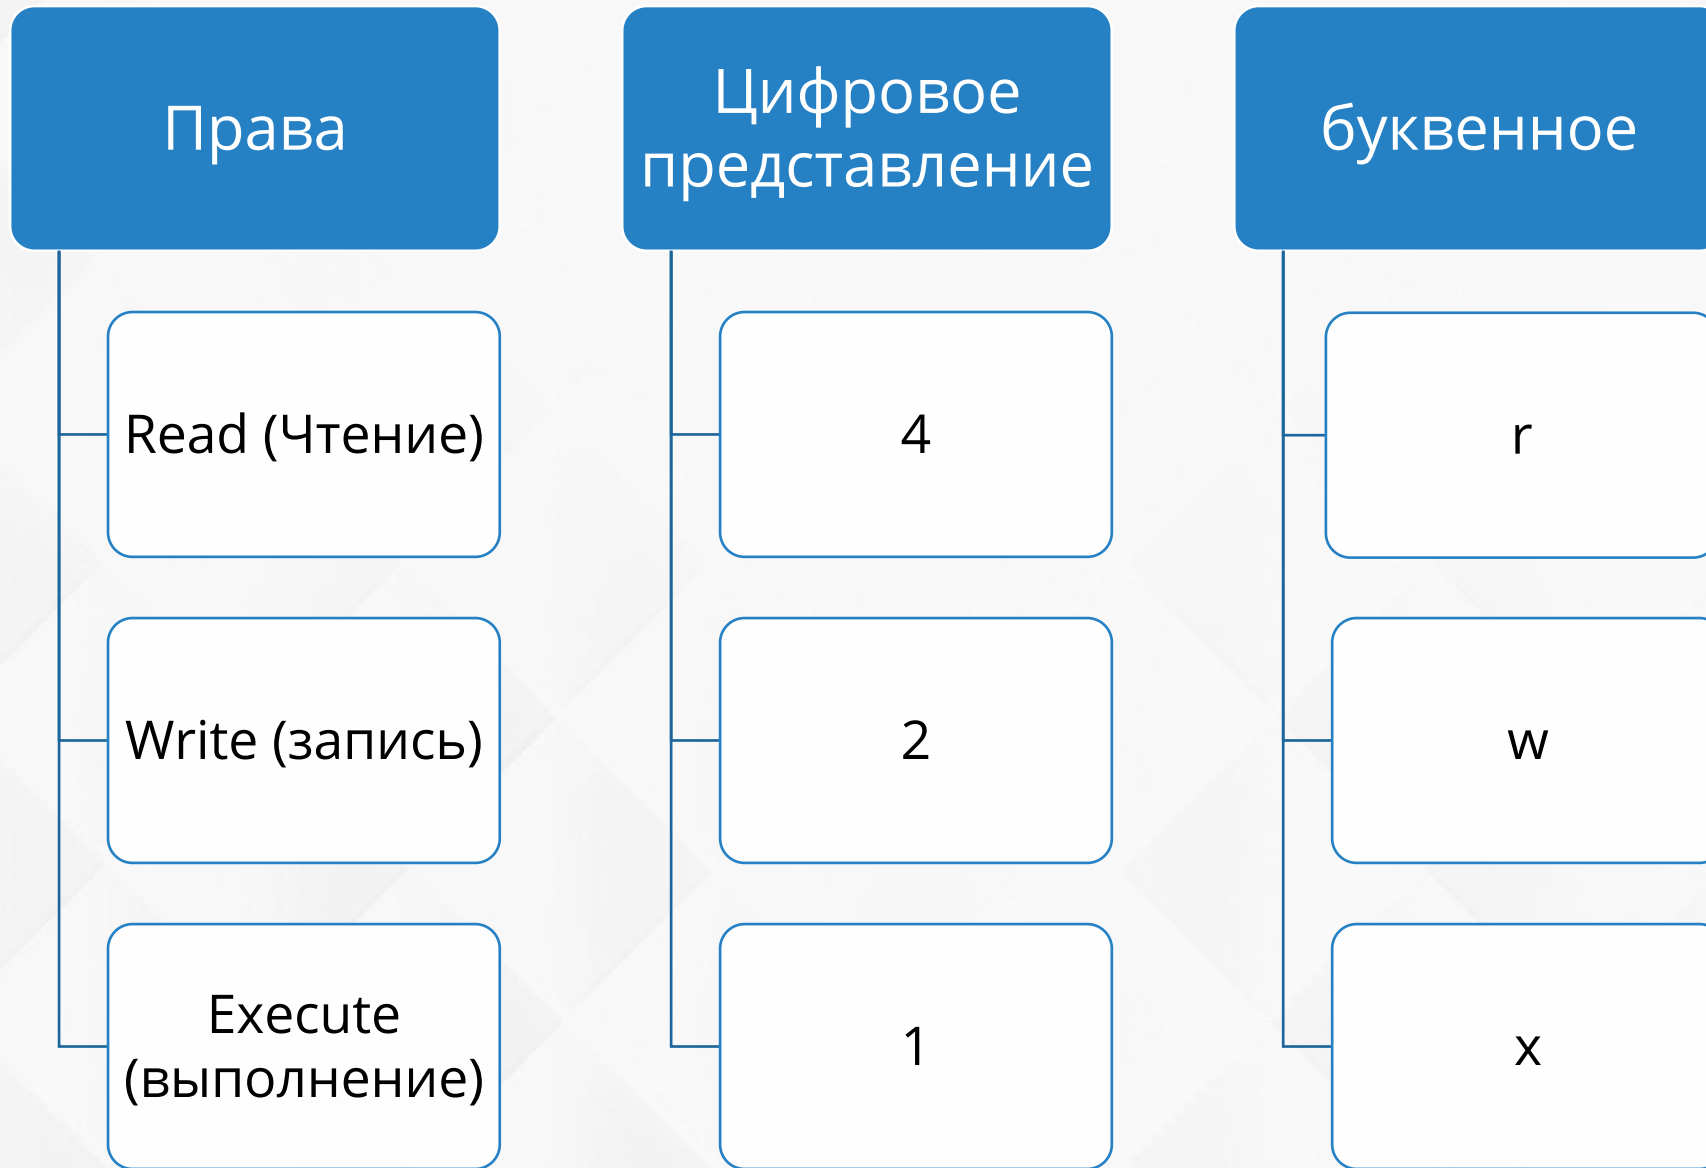 Права
Read (Чтение)
Write (запись)
Execute
(выполнение)
Цифровое
представление
4
2
1
буквенное
r
w
x